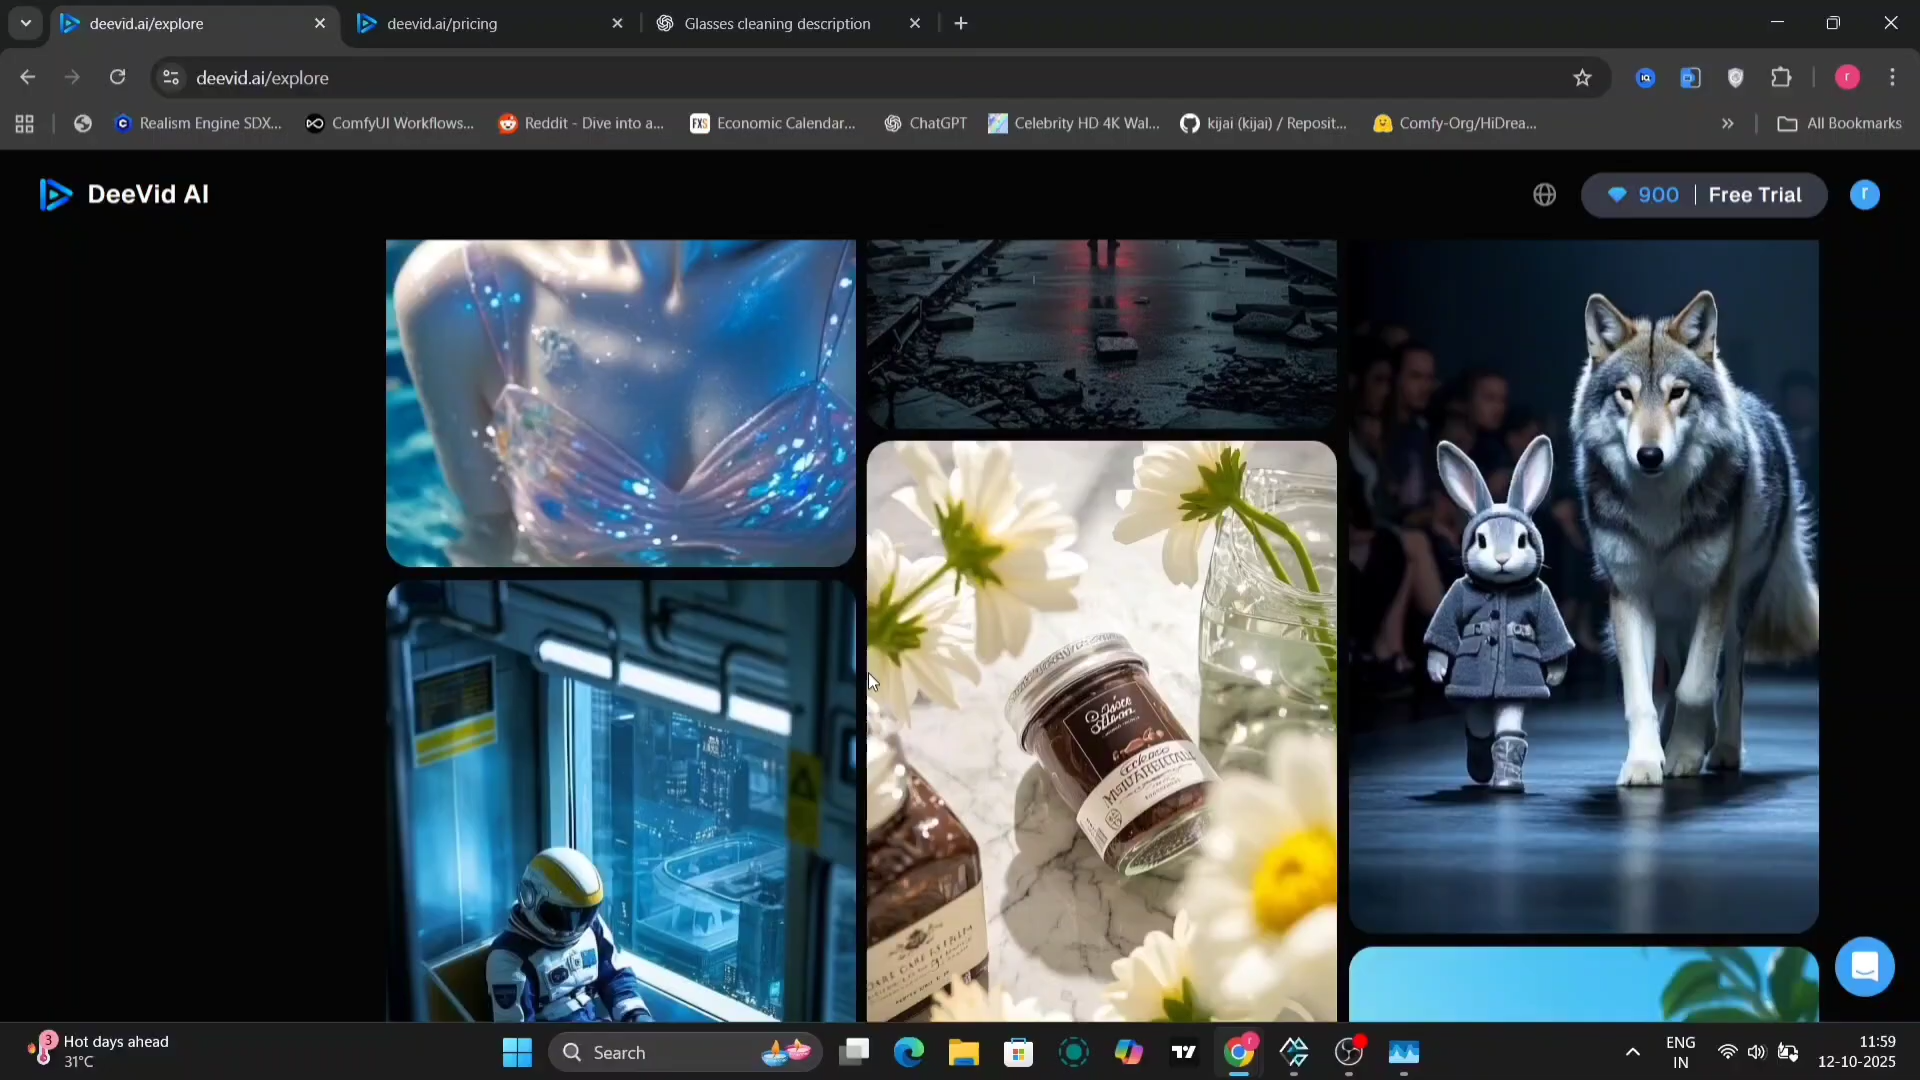 deevid.ai/explore
deevid.ai/pricing
Glasses cleaning description
deevid.ai/explore
Realism Engine SDX...
ComfyUI Workflows...
Reddit - Dive into a...
Economic Calendar...
ChatGPT
Celebrity HD 4K Wal...
kijai (kijai) / Reposit...
Comfy-Org/HiDrea...
All Bookmarks
DeeVid AI
900 | Free Trial
r
Hot days ahead
31°C
3
Search
ENG
IN
11:59
12-10-2025